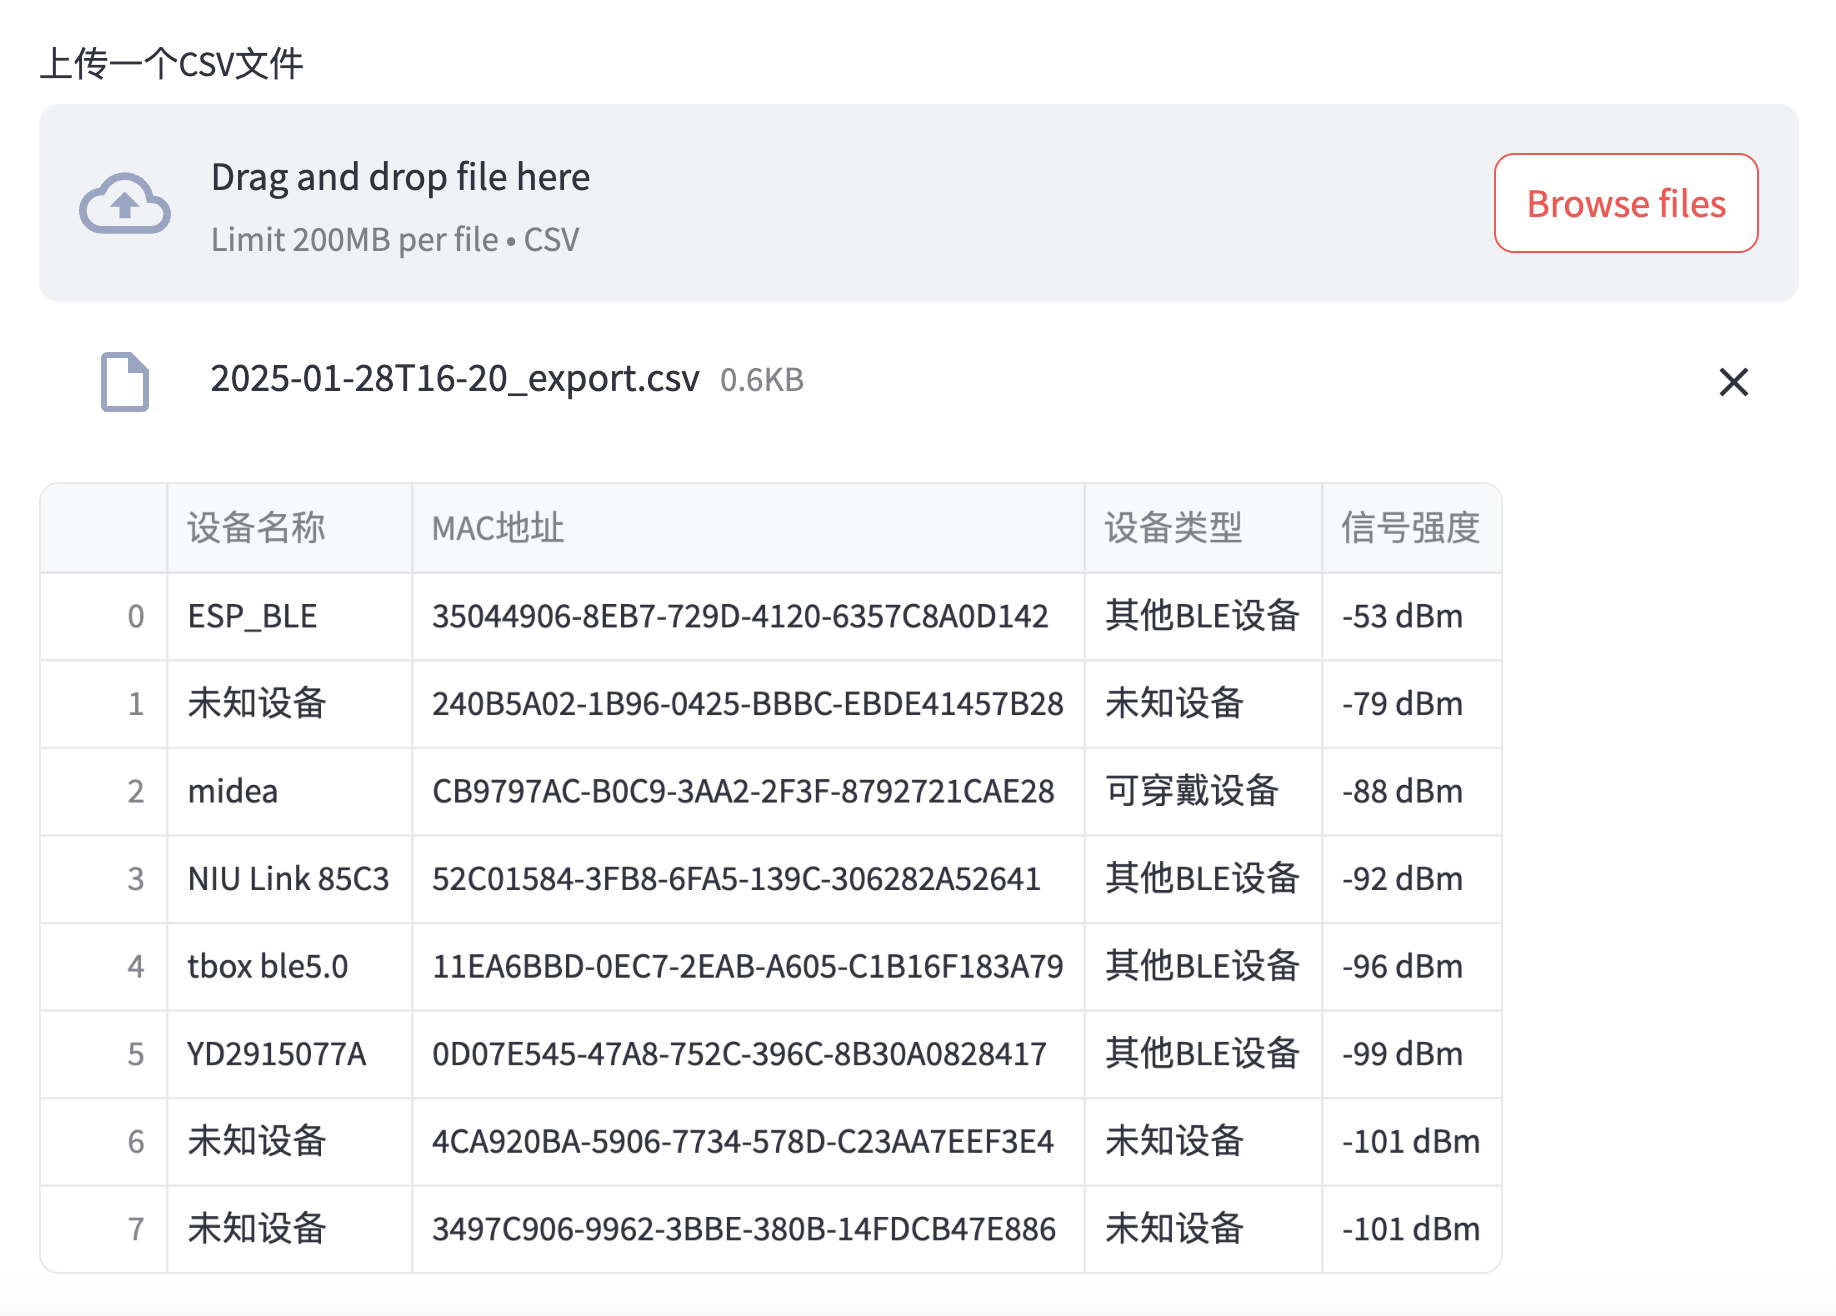 上传一个CSV文件
Drag and drop file here
Limit 200MB per file • CSV
Browse files
2025-01-28T16-20_export.csv 0.6KB
设备名称 MAC地址 设备类型 信号强度
0 ESP_BLE 35044906-8EB7-729D-4120-6357C8A0D142 其他BLE设备 -53 dBm
1 未知设备 240B5A02-1B96-0425-BBBC-EBDE41457B28 未知设备 -79 dBm
2 midea CB9797AC-B0C9-3AA2-2F3F-8792721CAE28 可穿戴设备 -88 dBm
3 NIU Link 85C3 52C01584-3FB8-6FA5-139C-306282A52641 其他BLE设备 -92 dBm
4 tbox ble5.0 11EA6BBD-0EC7-2EAB-A605-C1B16F183A79 其他BLE设备 -96 dBm
5 YD2915077A 0D07E545-47A8-752C-396C-8B30A0828417 其他BLE设备 -99 dBm
6 未知设备 4CA920BA-5906-7734-578D-C23AA7EEF3E4 未知设备 -101 dBm
7 未知设备 3497C906-9962-3BBE-380B-14FDCB47E886 未知设备 -101 dBm